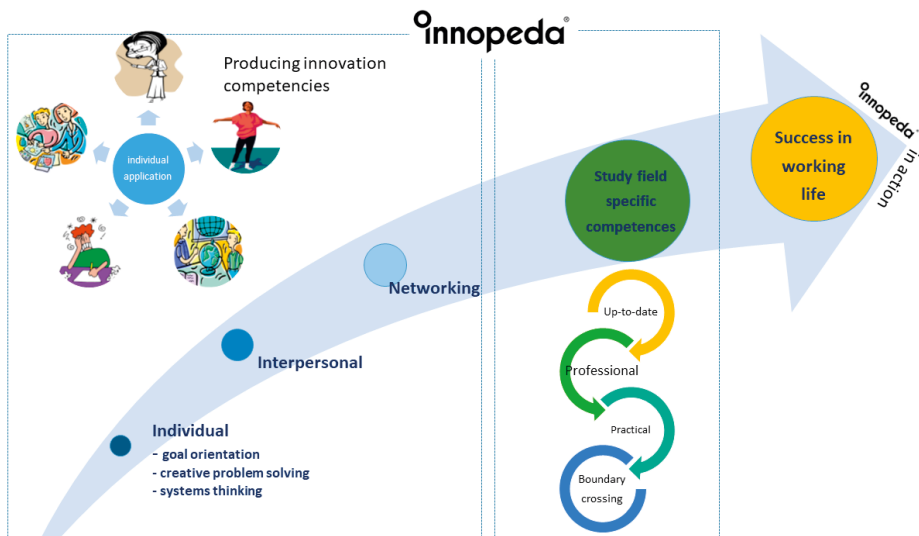 innopeda®
Producing innovation
competencies
individual
application
Networking
Interpersonal
Individual
- goal orientation
- creative problem solving
- systems thinking
Study field
specific
competences
Up-to-date
Professional
Practical
Boundary
crossing
Success in
working
life
innopeda®
in action